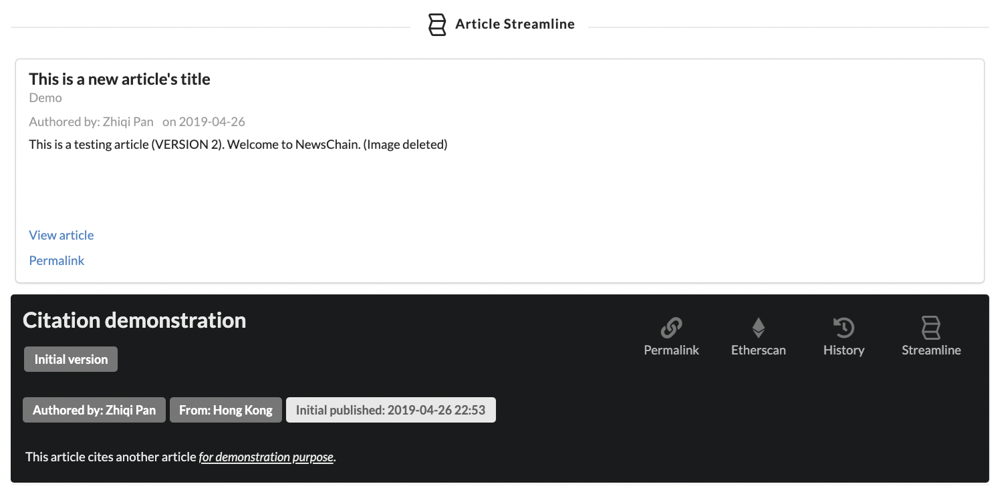 Article Streamline
This is a new article's title
Demo
Authored by: Zhiqi Pan on 2019-04-26
This is a testing article (VERSION 2). Welcome to NewsChain. (Image deleted)
View article
Permalink
Citation demonstration
Permalink Etherscan History Streamline
Initial version
Authored by: Zhiqi Pan From: Hong Kong Initial published: 2019-04-26 22:53
This article cites another article for demonstration purpose.